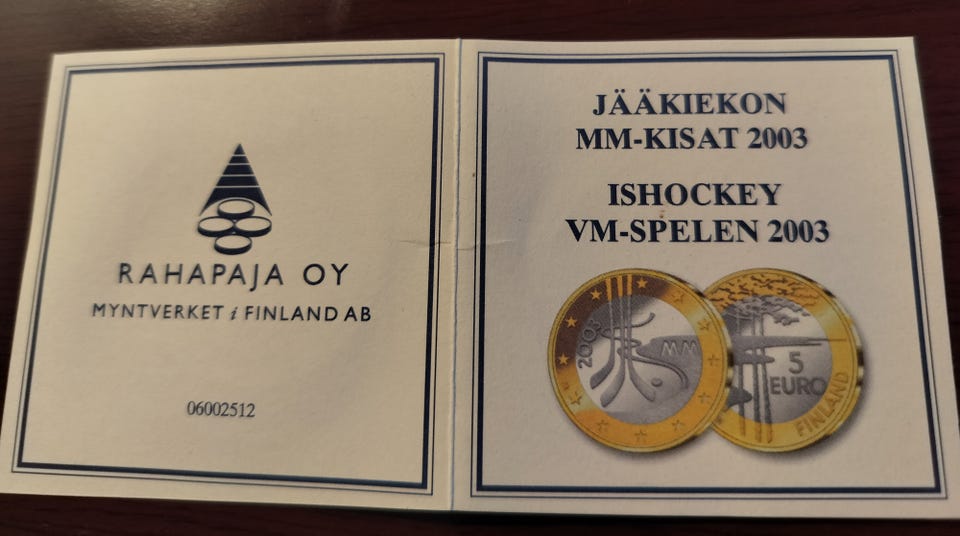 RAHAPAJA OY
MYNTVERKET i FINLAND AB
06002512
JÄÄKIEKON
MM-KISAT 2003
ISHOCKEY
VM-SPELEN 2003
2003
MM
5
EURO
FINLAND